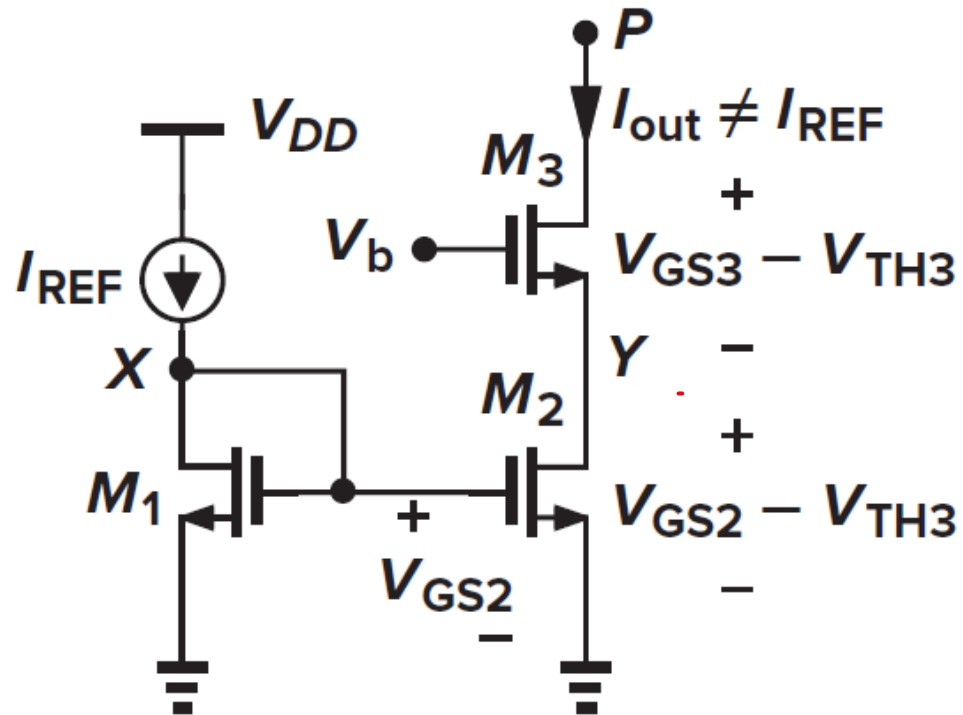 P
V_DD
I_out ≠ I_REF
M_3
+
V_b
V_GS3 − V_TH3
I_REF
X
Y
−
M_2
+
M_1
V_GS2 − V_TH3
+
V_GS2
−
−